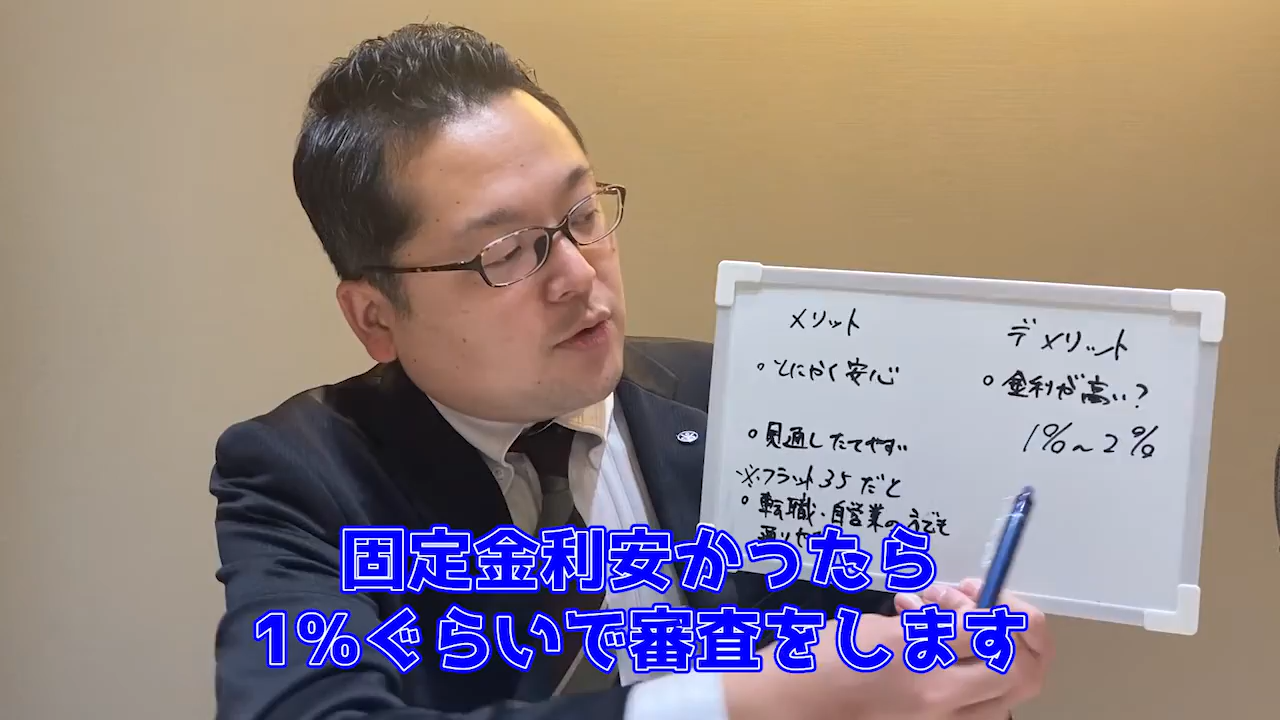 メリット
デメリット
○とにかく安心
○金利が高い?
1%~2%
○見通したてやすい
※フラット35だと
○転職・自営業の方でも
通りや
固定金利安かったら
1%ぐらいで審査をします